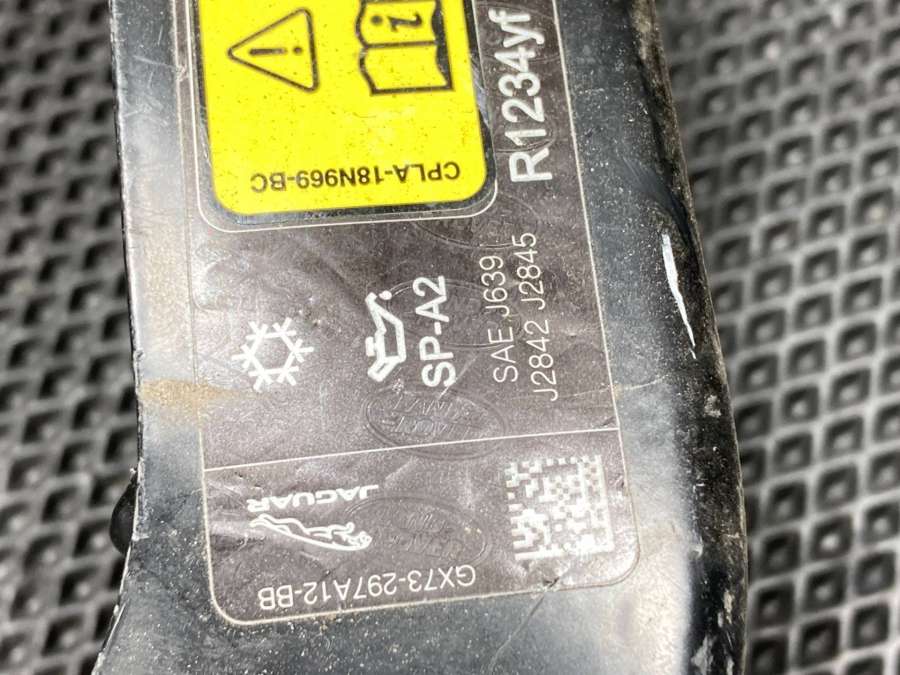 CPLA-18N969-BC
R1234yf
SP-A2
SAE J639
J2842 J2845
JAGUAR
GX73-297A12-BB